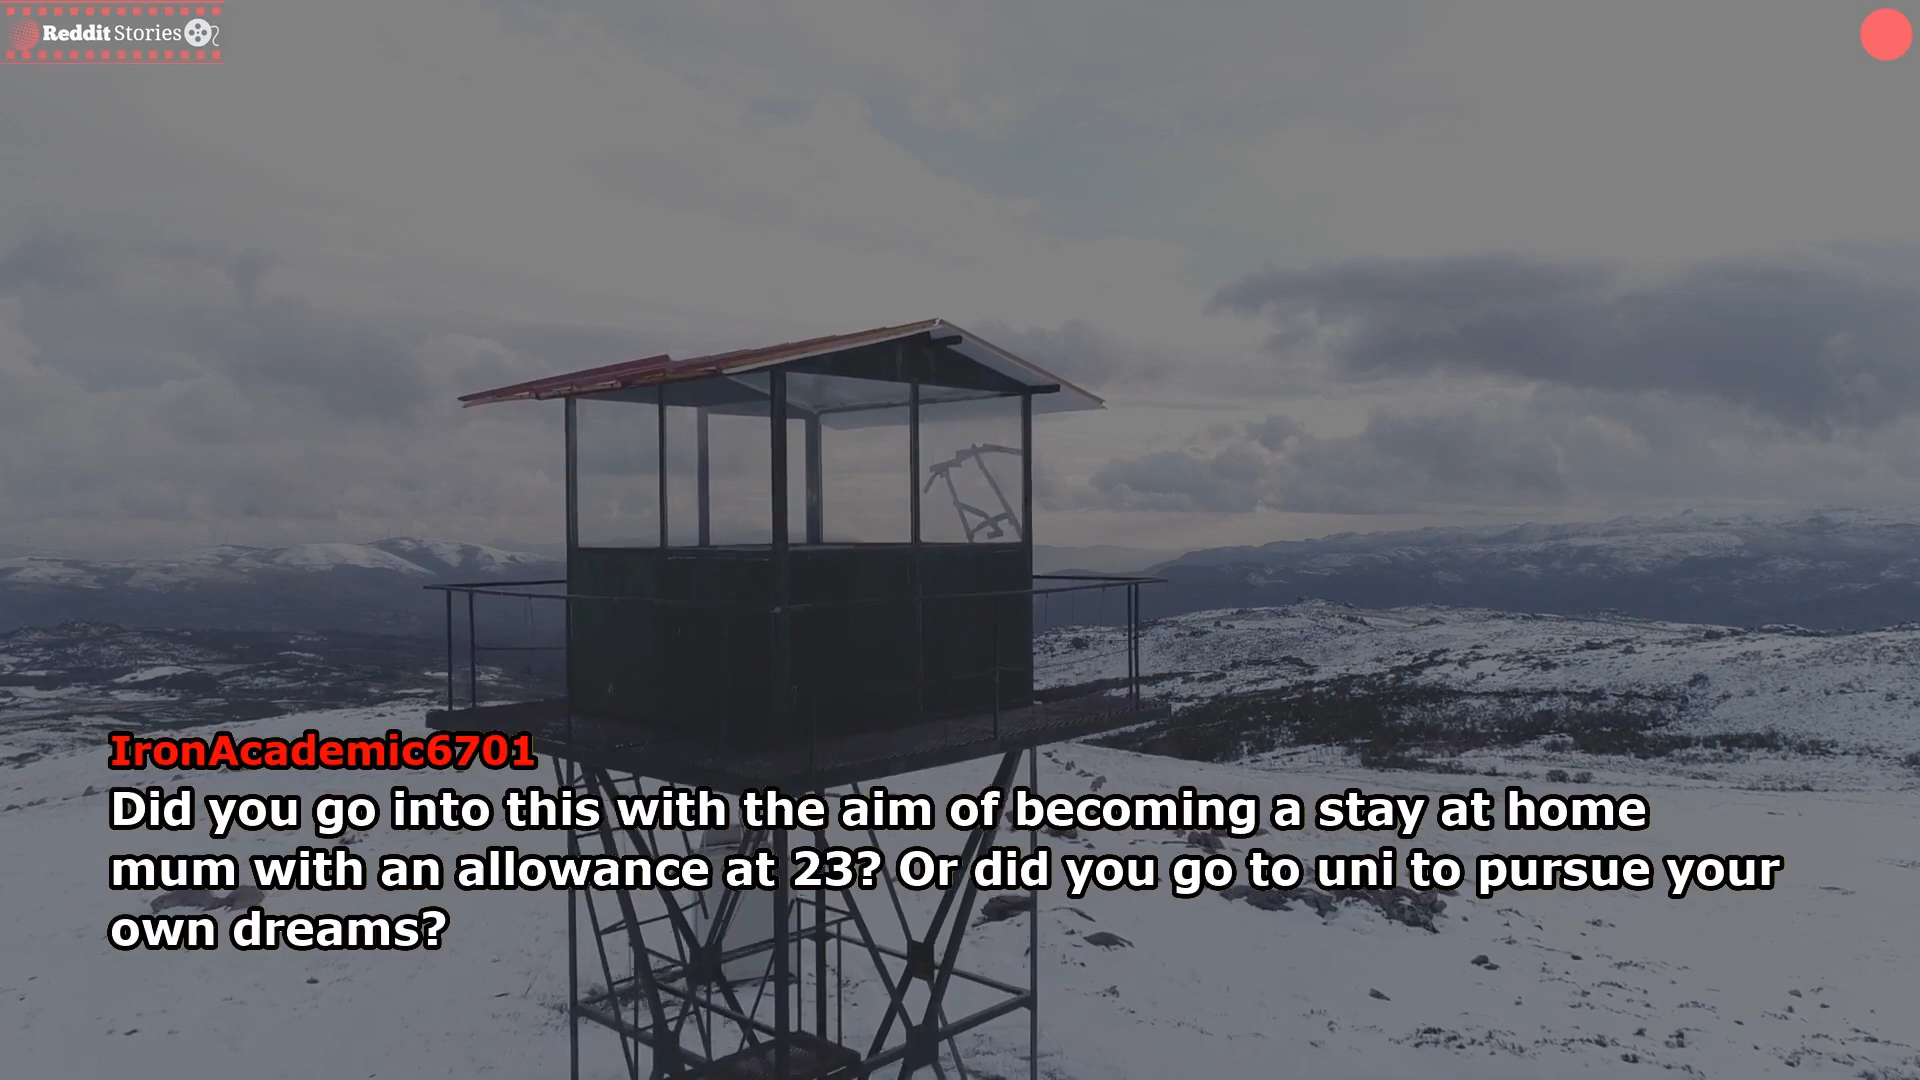 Reddit Stories
IronAcademic6701
Did you go into this with the aim of becoming a stay at home
mum with an allowance at 23? Or did you go to uni to pursue your
own dreams?